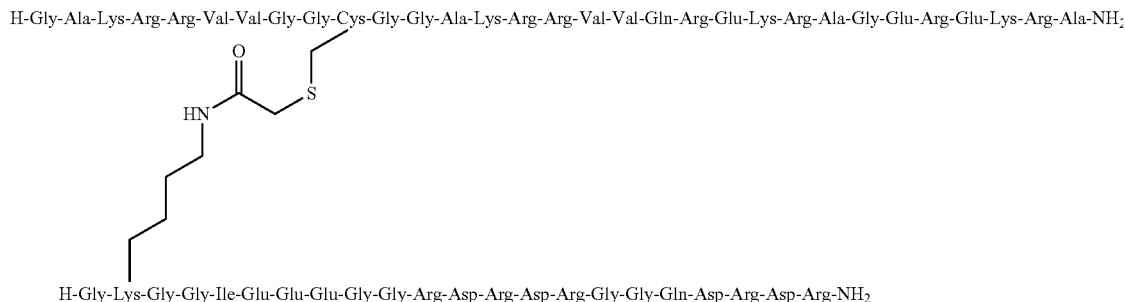 H-Gly-Ala-Lys-Arg-Arg-Val-Val-Gly-Gly-Cys-Gly-Gly-Ala-Lys-Arg-Arg-Val-Val-Gln-Arg-Glu-Lys-Arg-Ala-Gly-Glu-Arg-Glu-Lys-Arg-Ala-NH2
O
S
HN
H-Gly-Lys-Gly-Gly-Ile-Glu-Glu-Glu-Gly-Gly-Arg-Asp-Arg-Asp-Arg-Gly-Gly-Gln-Asp-Arg-Asp-Arg-NH2